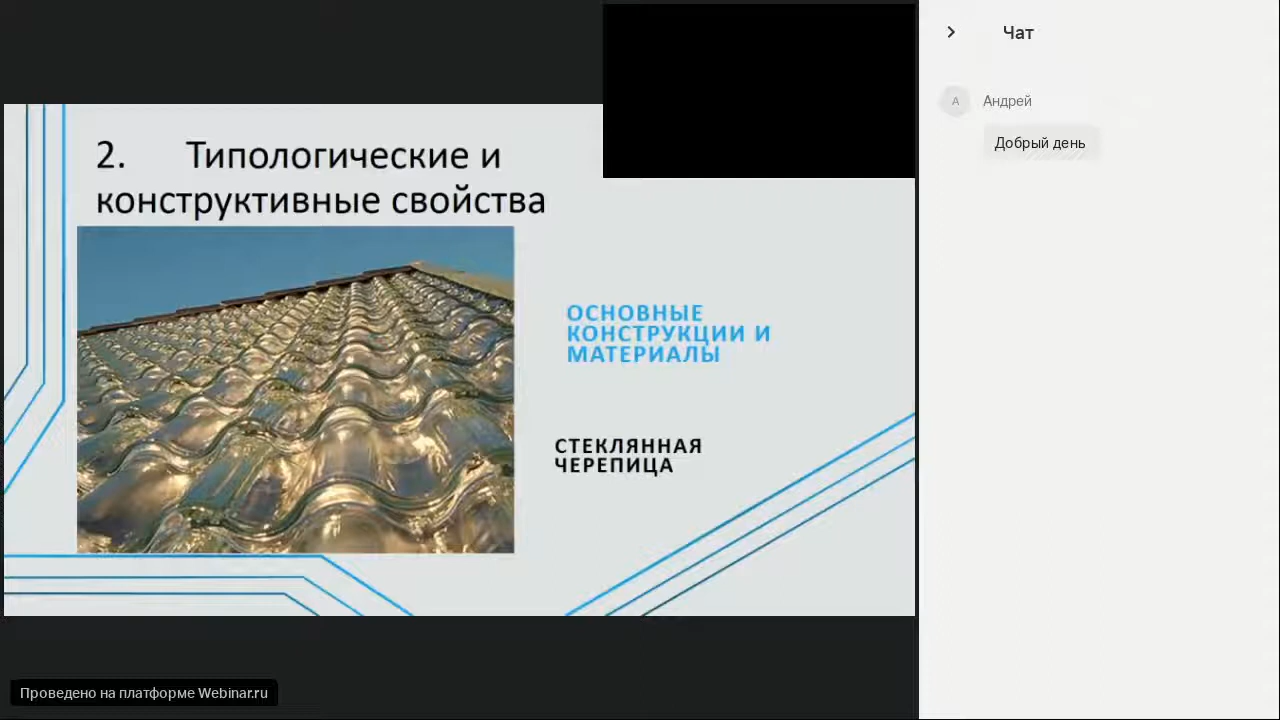 2. Типологические и
конструктивные свойства
ОСНОВНЫЕ
КОНСТРУКЦИИ И
МАТЕРИАЛЫ
СТЕКЛЯННАЯ
ЧЕРЕПИЦА
Проведено на платформе Webinar.ru
Чат
А
Андрей
Добрый день